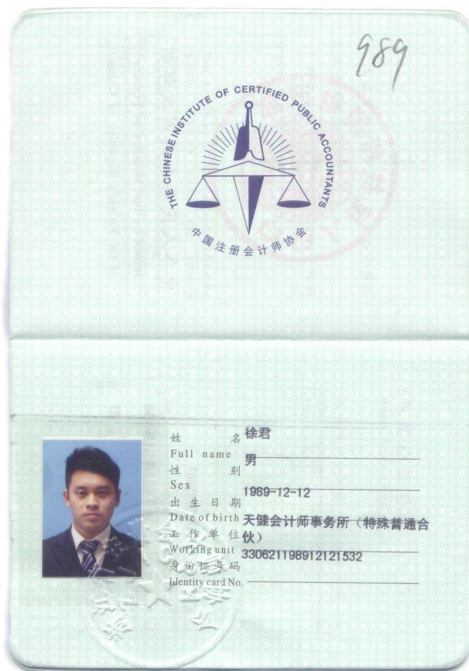 989
THE CHINESE INSTITUTE OF CERTIFIED PUBLIC ACCOUNTANTS
中国注册会计师协会
姓 名 徐君
Full name
性 别 男
Sex
出生日期 1989-12-12
Date of birth
工作单位 天健会计师事务所（特殊普通合
伙）
Working unit
身份证号码 330621198912121532
Identity card No.